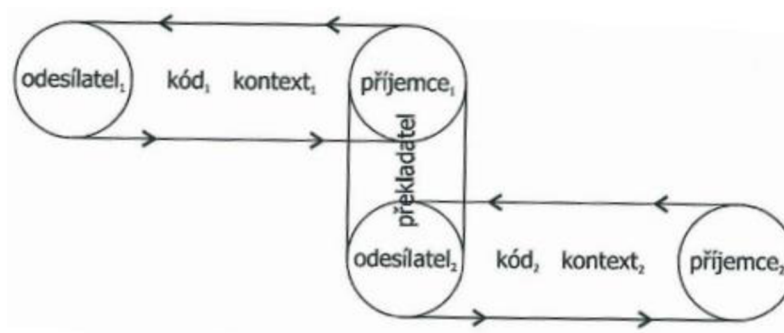 odesílatel₁ kód₁ kontext₁ příjemce₁
překladatel
odesílatel₂ kód₂ kontext₂ příjemce₂